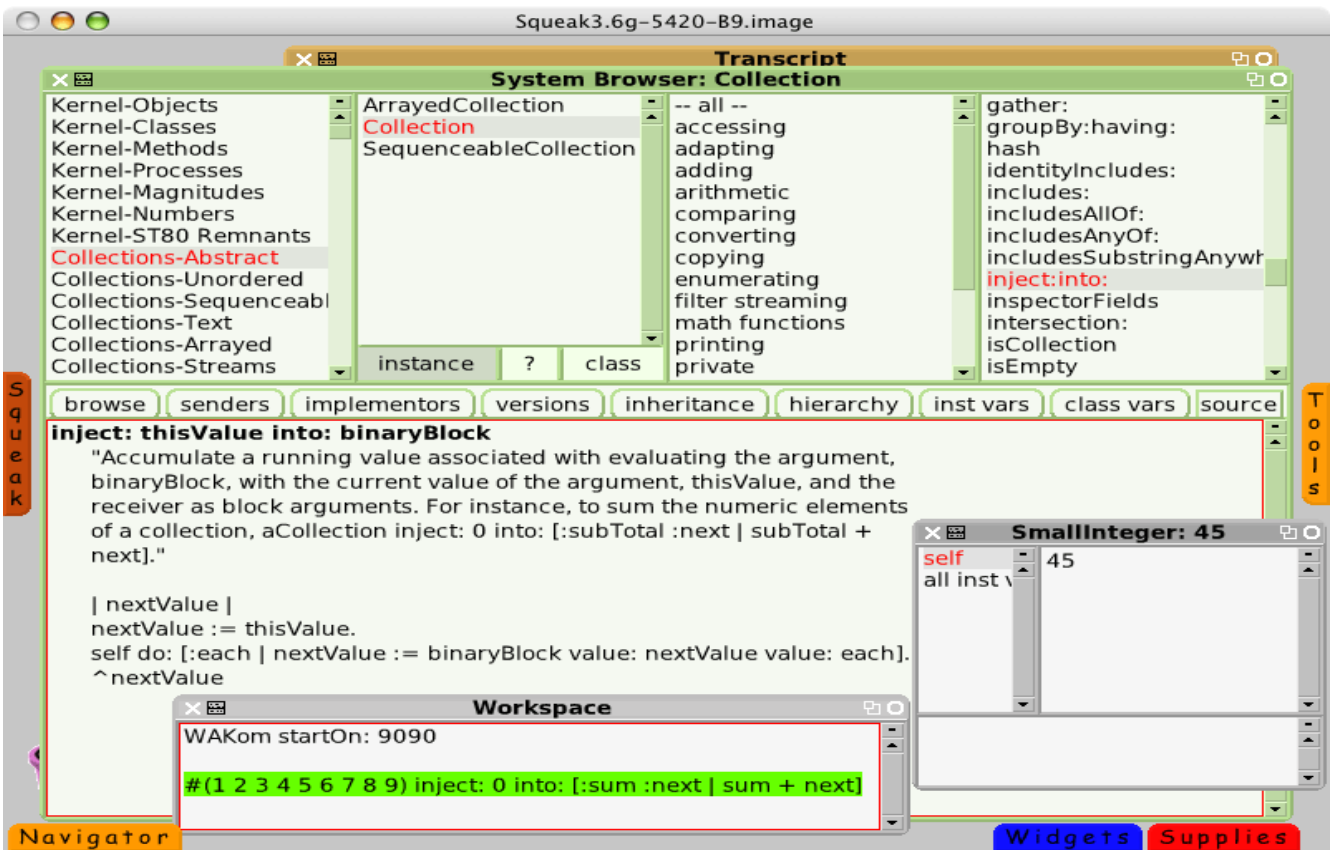 Squeak3.6g-5420-B9.image
Transcript
System Browser: Collection
Kernel-Objects
Kernel-Classes
Kernel-Methods
Kernel-Processes
Kernel-Magnitudes
Kernel-Numbers
Kernel-ST80 Remnants
Collections-Abstract
Collections-Unordered
Collections-Sequenceabl
Collections-Text
Collections-Arrayed
Collections-Streams
ArrayedCollection
Collection
SequenceableCollection
instance ? class
-- all --
accessing
adapting
adding
arithmetic
comparing
converting
copying
enumerating
filter streaming
math functions
printing
private
gather:
groupBy:having:
hash
identityIncludes:
includes:
includesAllOf:
includesAnyOf:
includesSubstringAnywh
inject:into:
inspectorFields
intersection:
isCollection
isEmpty
browse senders implementors versions inheritance hierarchy inst vars class vars source
Squeak
Tools
inject: thisValue into: binaryBlock
"Accumulate a running value associated with evaluating the argument,
binaryBlock, with the current value of the argument, thisValue, and the
receiver as block arguments. For instance, to sum the numeric elements
of a collection, aCollection inject: 0 into: [:subTotal :next | subTotal +
next]."
| nextValue |
nextValue := thisValue.
self do: [:each | nextValue := binaryBlock value: nextValue value: each].
^nextValue
SmallInteger: 45
self
all inst v
45
Workspace
WAKom startOn: 9090
#(1 2 3 4 5 6 7 8 9) inject: 0 into: [:sum :next | sum + next]
Navigator
Widgets
Supplies